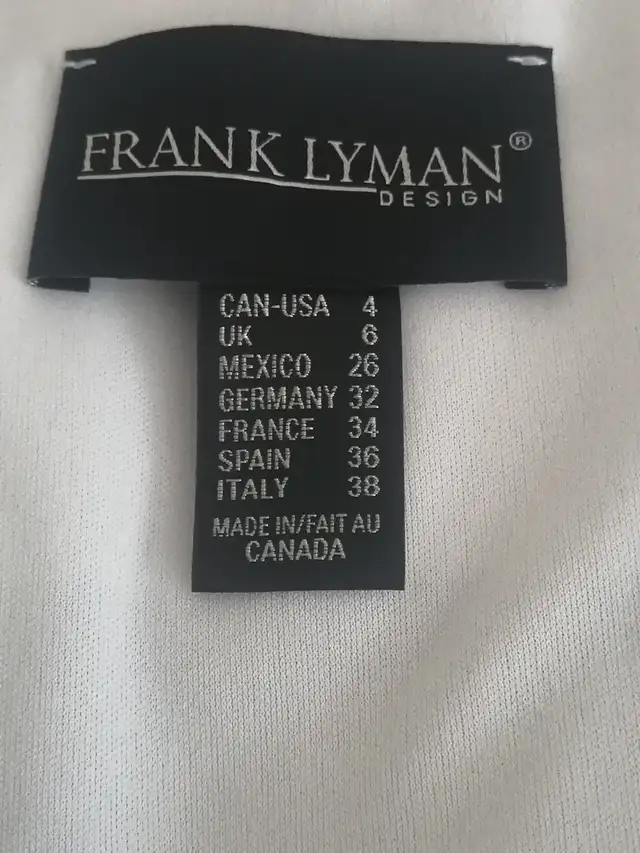 FRANK LYMAN®
DESIGN
CAN-USA 4
UK 6
MEXICO 26
GERMANY 32
FRANCE 34
SPAIN 36
ITALY 38
MADE IN/FAIT AU
CANADA